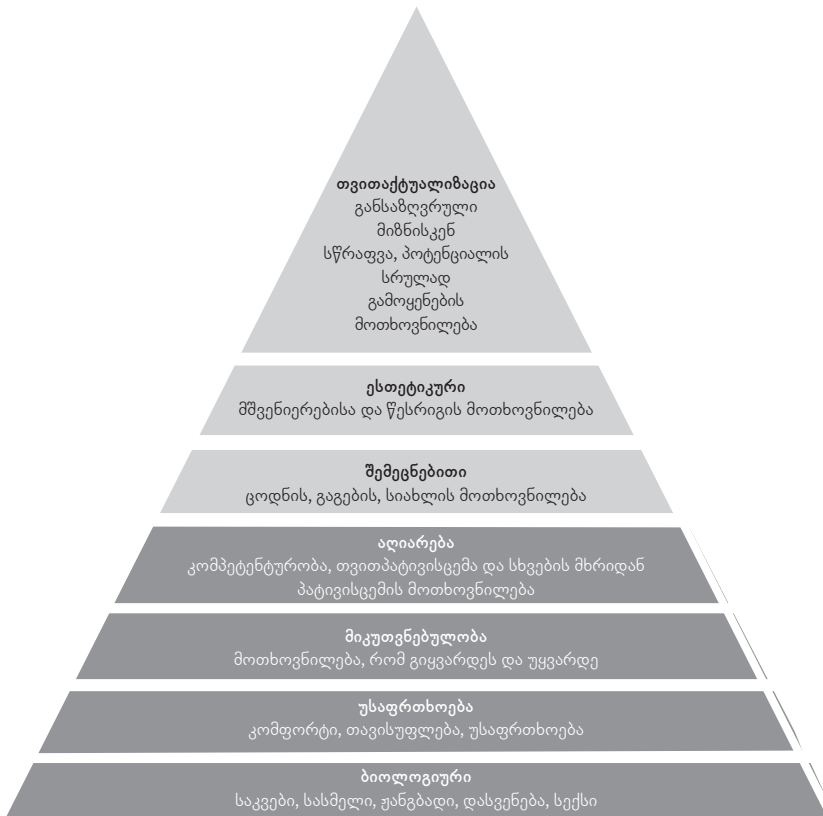 თვითაქტუალიზაცია
განსაზღვრული
მიზნისკენ
სწრაფვა, პოტენციალის
სრულად
გამოყენების
მოთხოვნილება
ესთეტიკური
მშვენიერებისა და წესრიგის მოთხოვნილება
შემეცნებითი
ცოდნის, გაგების, სიახლის მოთხოვნილება
აღიარება
კომპეტენტურობა, თვითპატივისცემა და სხვების მხრიდან
პატივისცემის მოთხოვნილება
მიკუთვნებულობა
მოთხოვნილება, რომ გიყვარდეს და უყვარდე
უსაფრთხოება
კომფორტი, თავისუფლება, უსაფრთხოება
ბიოლოგიური
საკვები, სასმელი, ჟანგბადი, დასვენება, სექსი